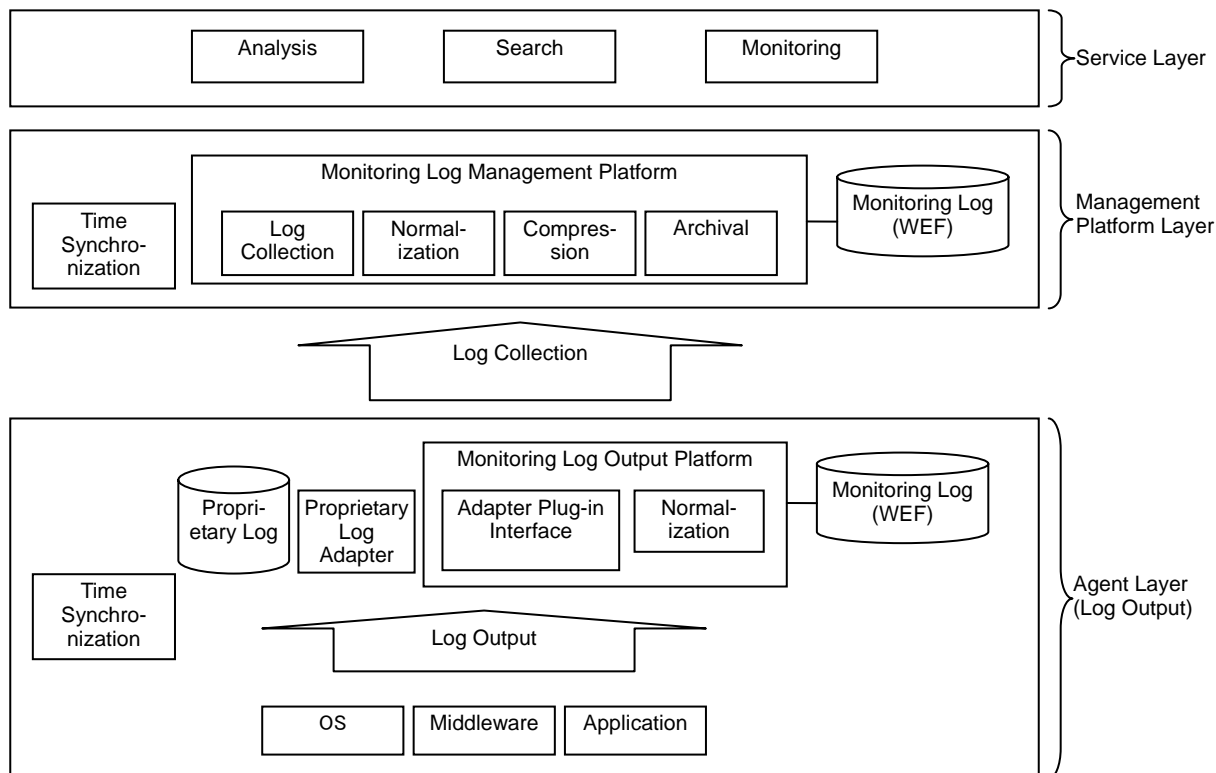 Analysis
Search
Monitoring
Service Layer
Monitoring Log Management Platform
Time
Synchro-
nization
Log
Collection
Normal-
ization
Compres-
sion
Archival
Monitoring Log
(WEF)
Management
Platform Layer
Log Collection
Monitoring Log Output Platform
Propri-
etary Log
Proprietary
Log
Adapter
Adapter Plug-in
Interface
Normal-
ization
Monitoring Log
(WEF)
Time
Synchro-
nization
Agent Layer
(Log Output)
Log Output
OS
Middleware
Application